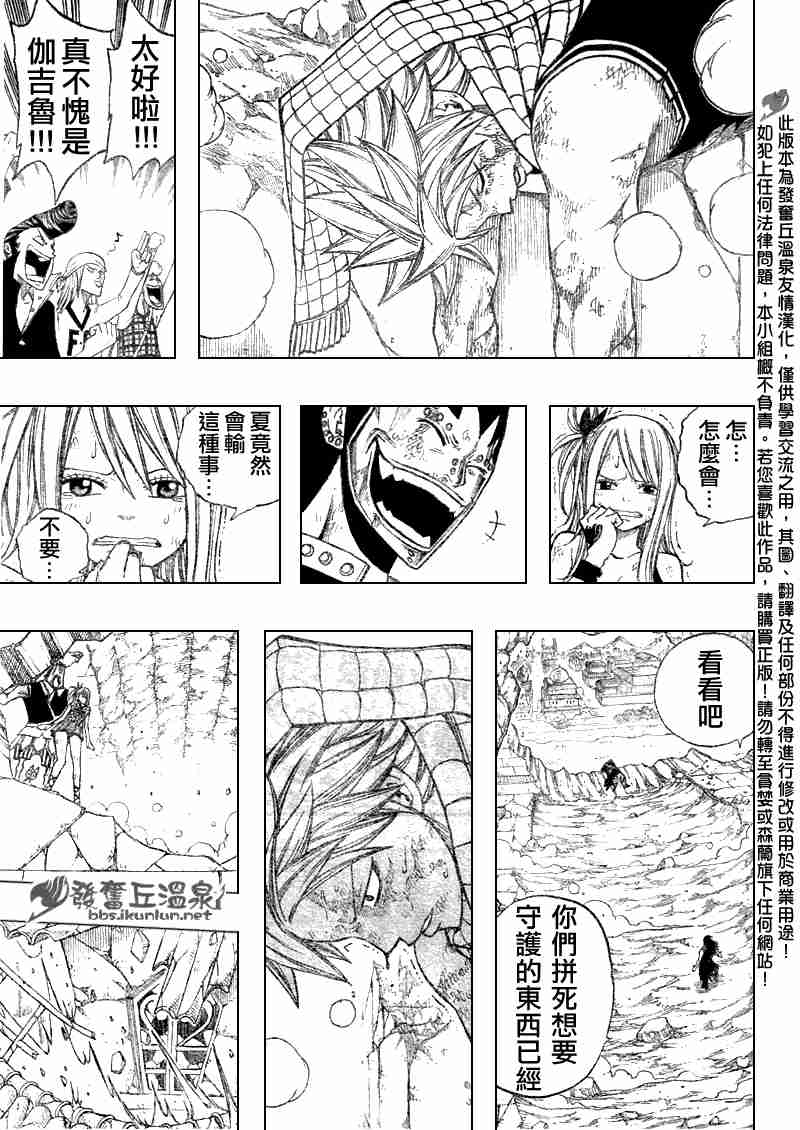 太好啦!!!
真不愧是
伽吉魯!!!
怎…
怎麼會…
夏竟然
會輸
這種事…
不要…
看看吧
你們拼死想要
守護的東西已經
發奮丘溫泉
bbs.ikunlun.net
此版本為發奮丘溫泉友情漢化，僅供學習交流之用，其圖、翻譯及任何部份不得進行修改或用於商業用途！
如犯上任何法律問題，本小組概不負責。若您喜歡此作品，請購買正版！請勿轉至貪婪或森蘭旗下任何網站！